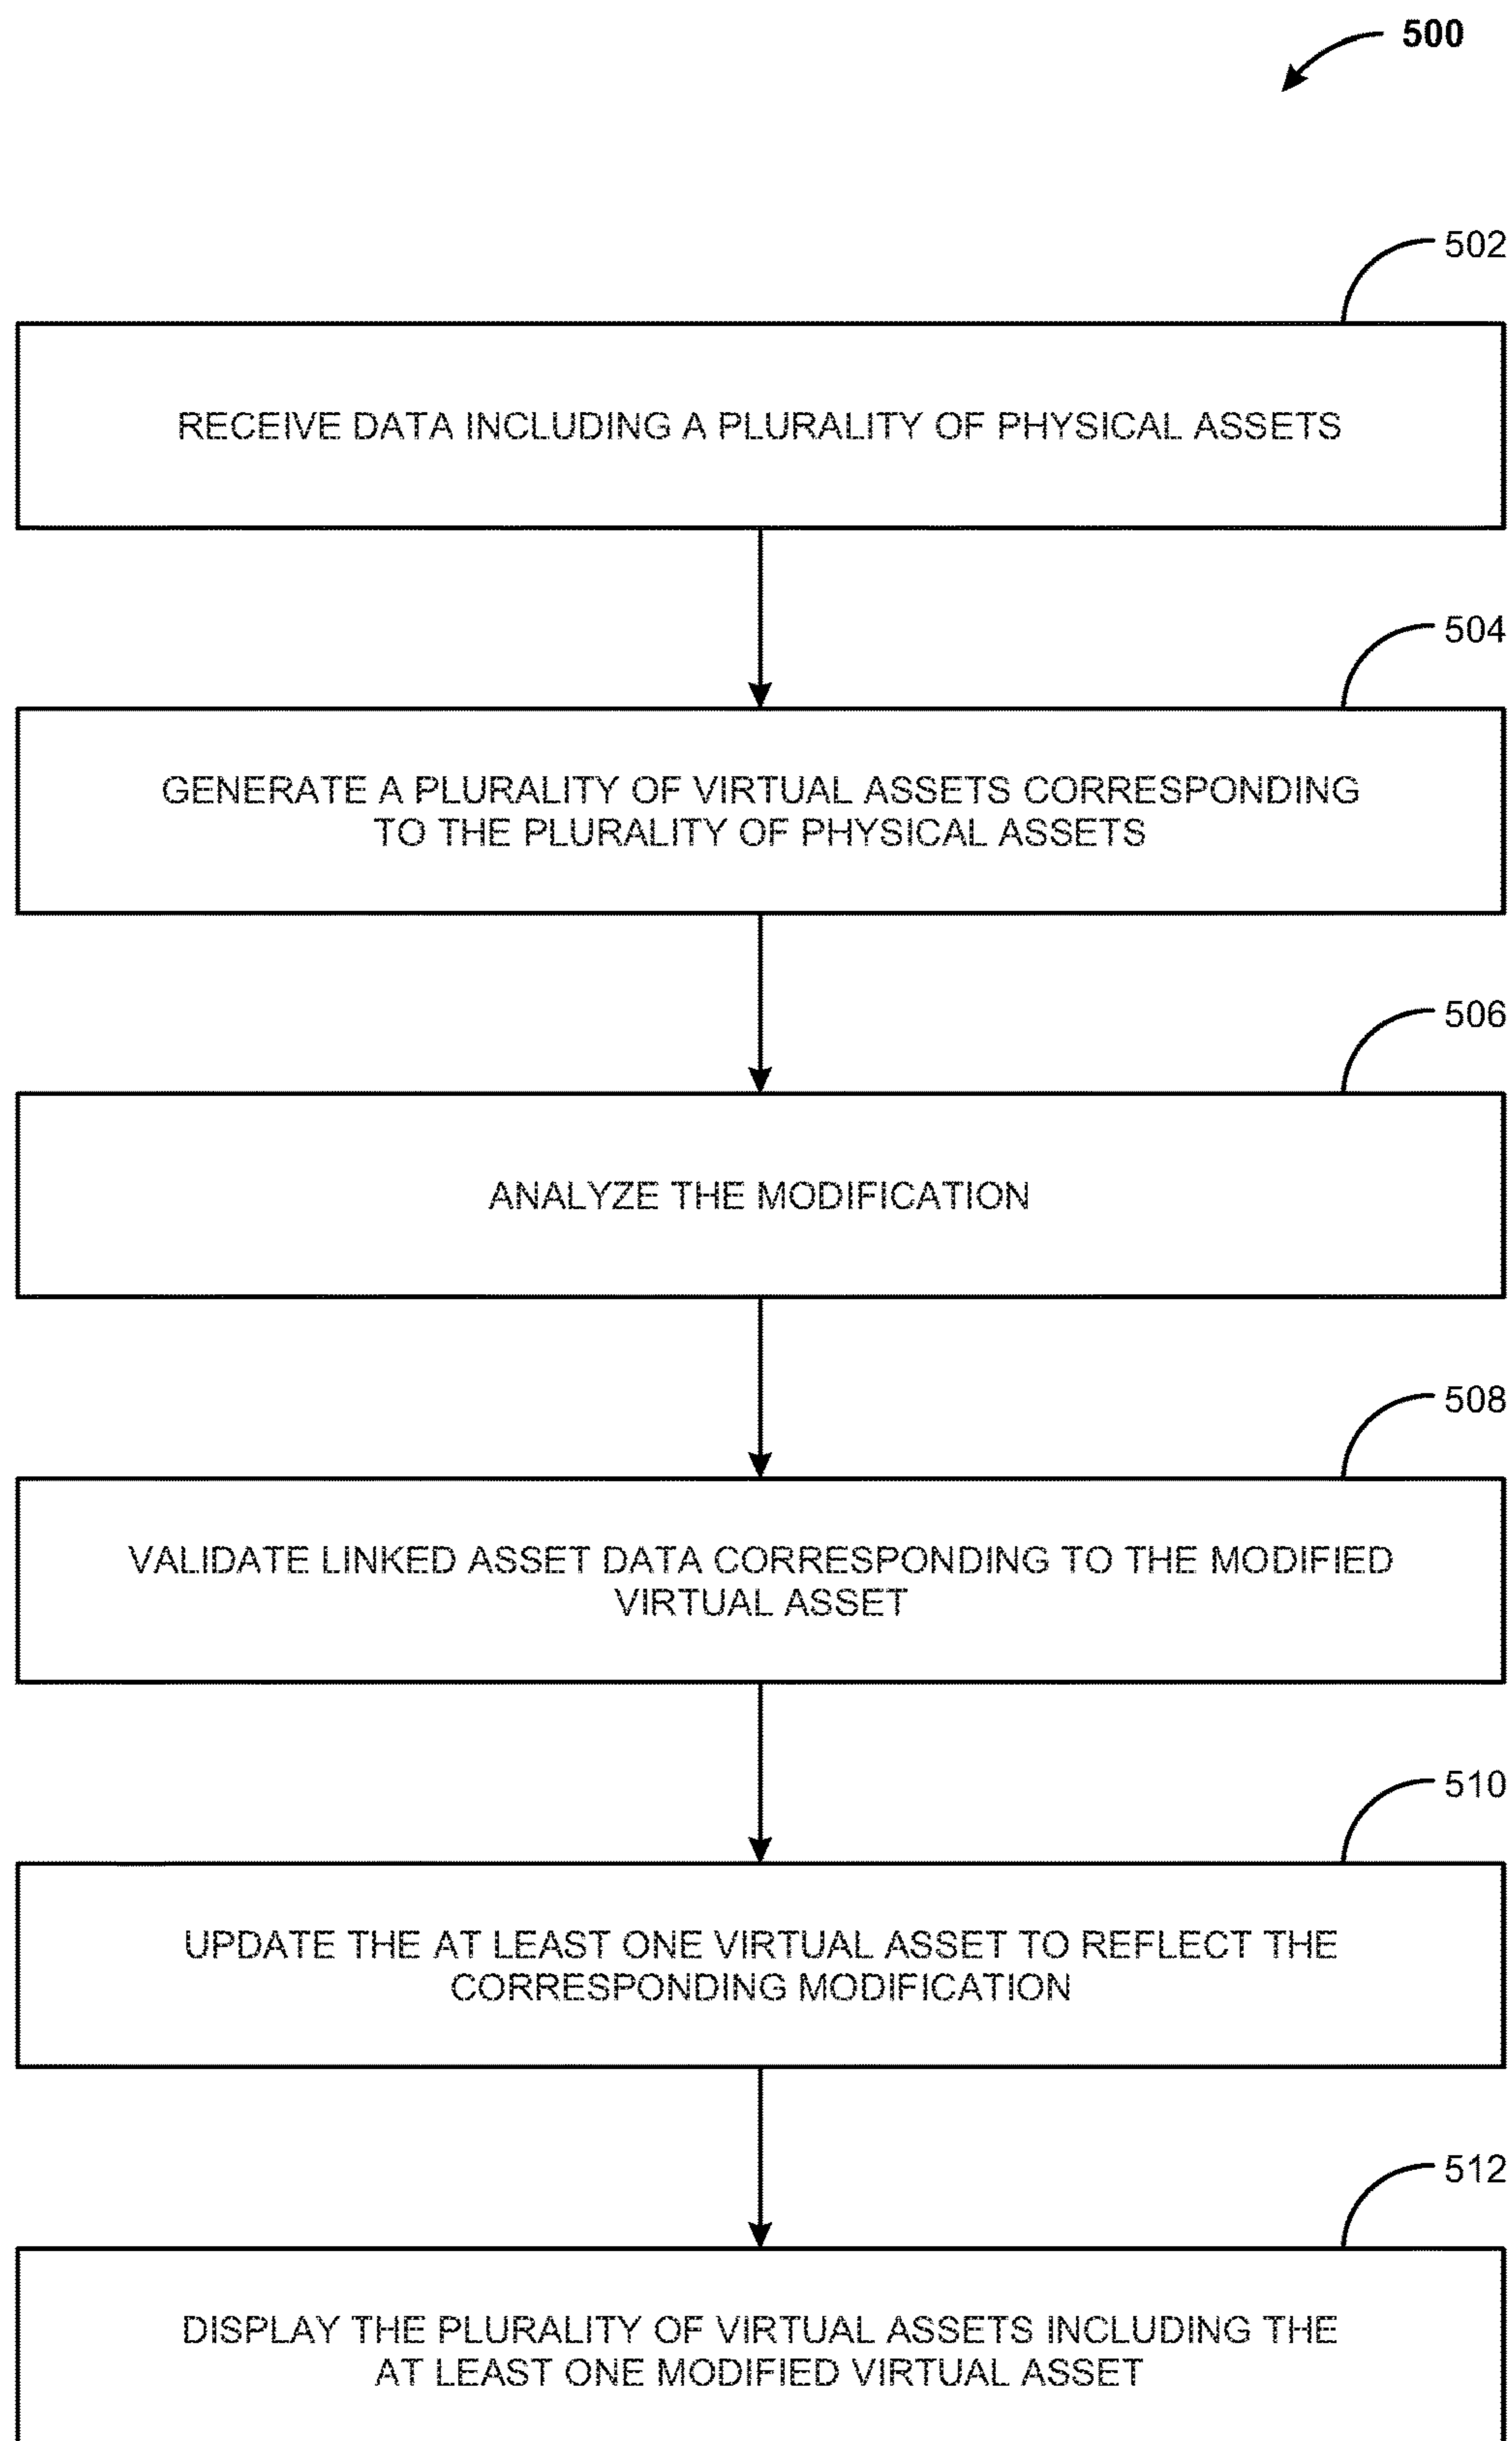 500
502
RECEIVE DATA INCLUDING A PLURALITY OF PHYSICAL ASSETS
504
GENERATE A PLURALITY OF VIRTUAL ASSETS CORRESPONDING
TO THE PLURALITY OF PHYSICAL ASSETS
506
ANALYZE THE MODIFICATION
508
VALIDATE LINKED ASSET DATA CORRESPONDING TO THE MODIFIED
VIRTUAL ASSET
510
UPDATE THE AT LEAST ONE VIRTUAL ASSET TO REFLECT THE
CORRESPONDING MODIFICATION
512
DISPLAY THE PLURALITY OF VIRTUAL ASSETS INCLUDING THE
AT LEAST ONE MODIFIED VIRTUAL ASSET